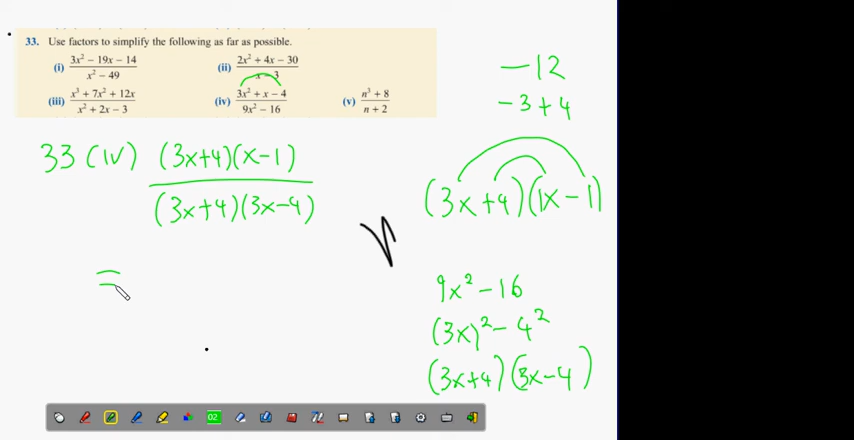 33. Use factors to simplify the following as far as possible.
(i) (3x² − 19x − 14)/(x² − 49) (ii) (2x² + 4x − 30)/(x − 3)
(iii) (x³ + 7x² + 12x)/(x² + 2x − 3) (iv) (3x² + x − 4)/(9x² − 16) (v) (n³ + 8)/(n + 2)
−12
−3 + 4
33 (iv) (3x+4)(x−1)
(3x+4)(3x−4)
(3x + 4)(1x − 1)
=
9x² − 16
(3x)² − 4²
(3x+4)(3x−4)
02